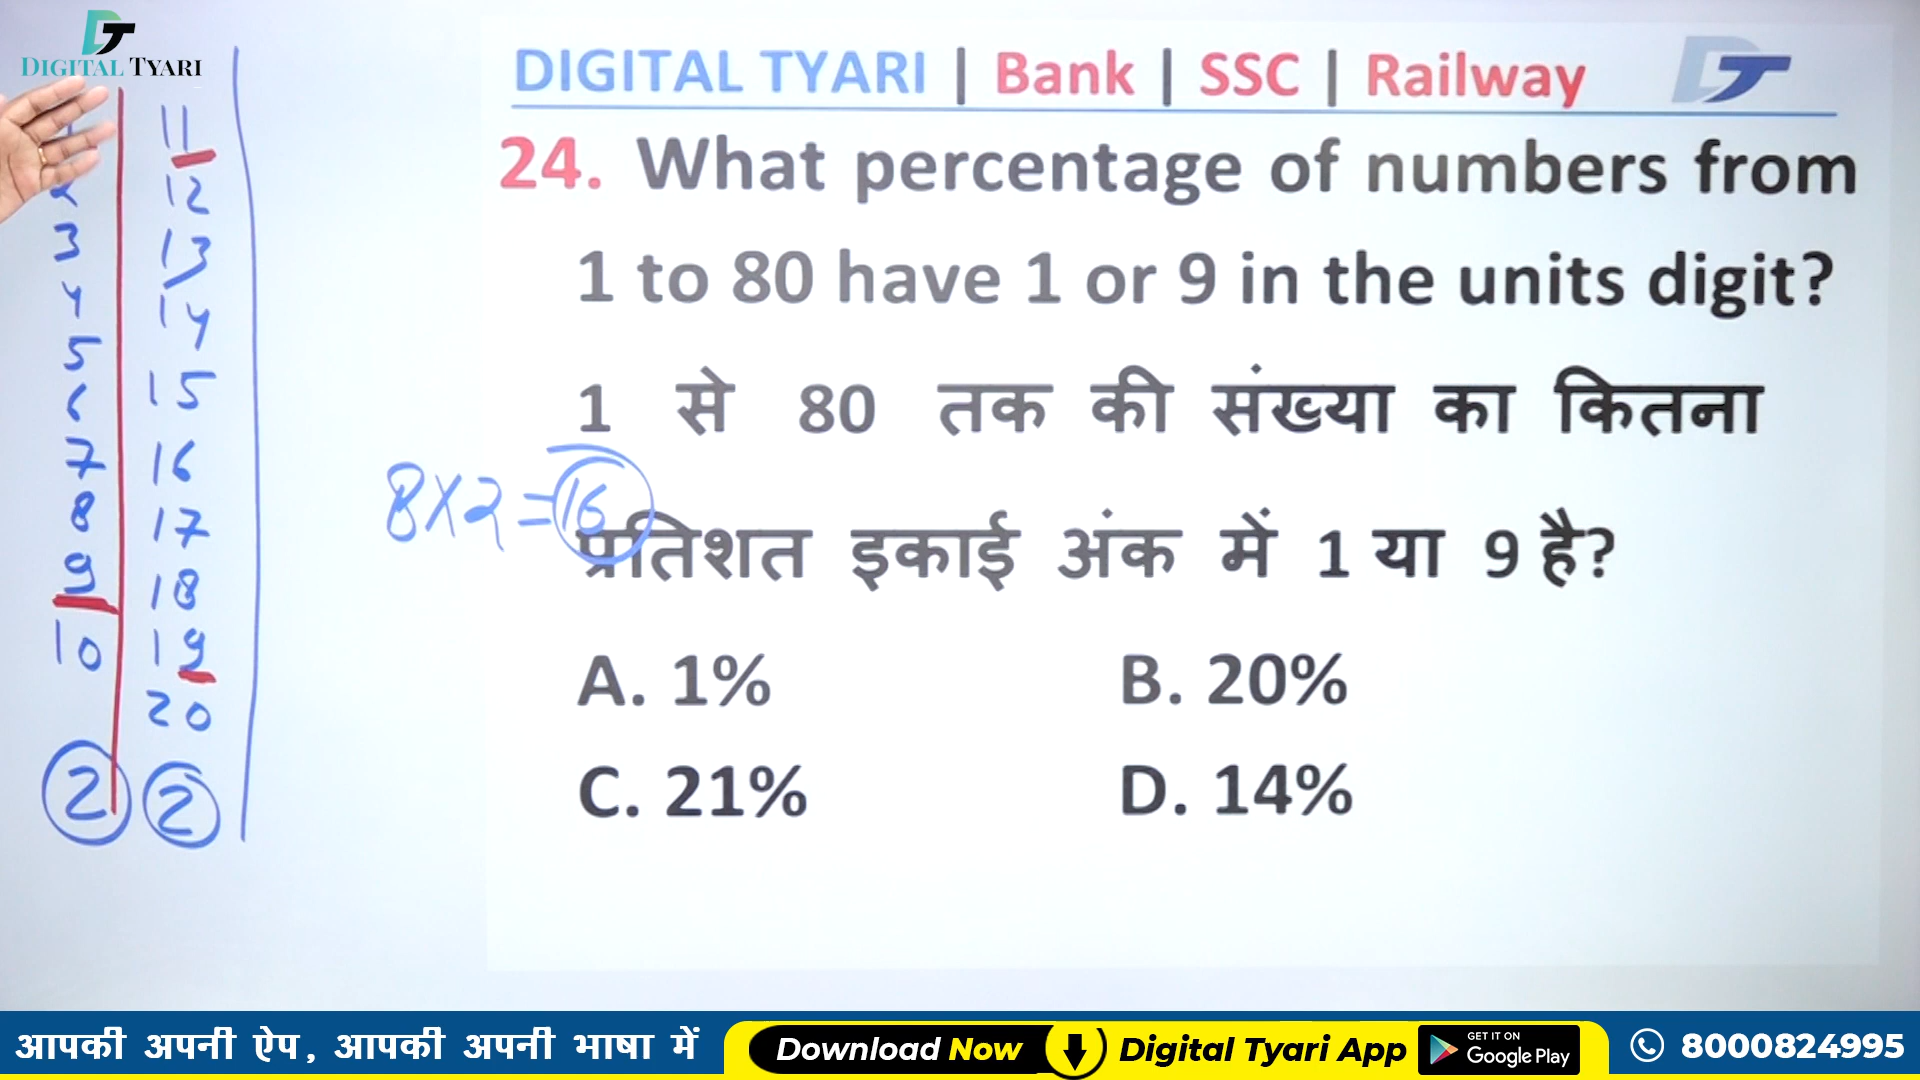 DT
DIGITAL TYARI
DIGITAL TYARI | Bank | SSC | Railway
DT
24. What percentage of numbers from
1 to 80 have 1 or 9 in the units digit?
1 से 80 तक की संख्या का कितना
प्रतिशत इकाई अंक में 1 या 9 है?
A. 1%
B. 20%
C. 21%
D. 14%
2
3
4
5
6
7
8
9
10
2
11
12
13
14
15
16
17
18
19
20
2
8×2=16
आपकी अपनी ऐप, आपकी अपनी भाषा में
Download Now
Digital Tyari App
GET IT ON
Google Play
8000824995